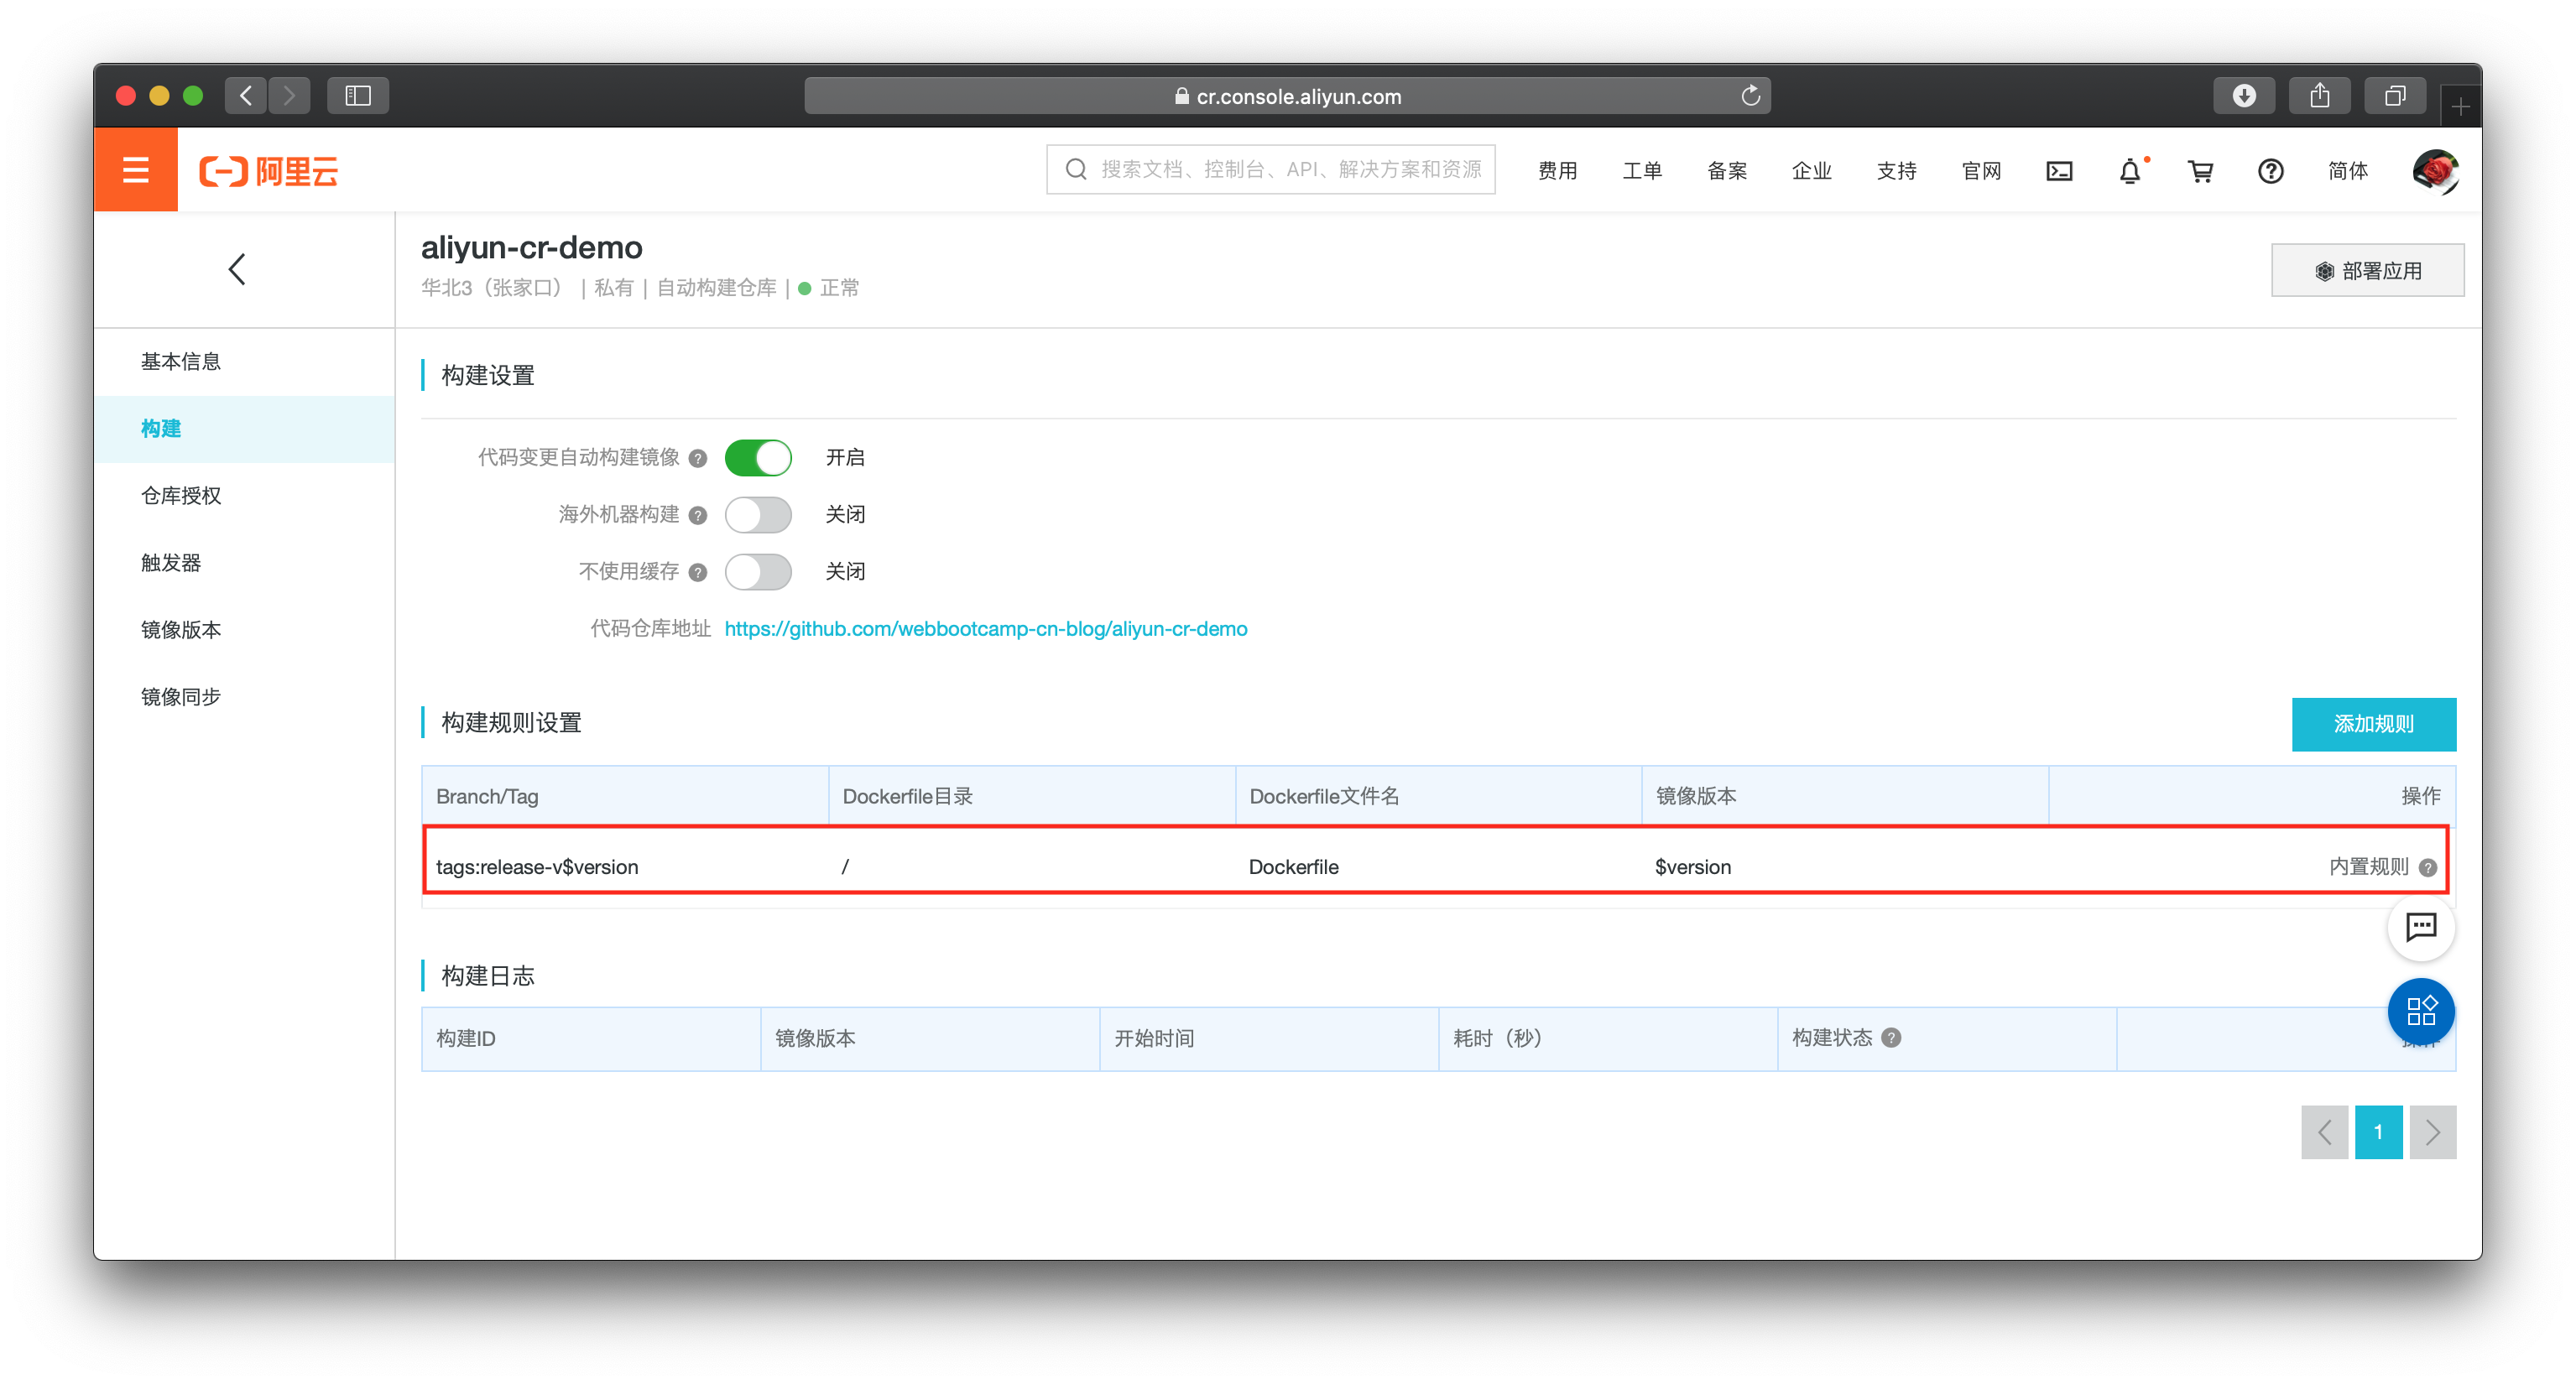 cr.console.aliyun.com
阿里云
搜索文档、控制台、API、解决方案和资源 费用 工单 备案 企业 支持 官网 简体
aliyun-cr-demo
华北3（张家口） | 私有 | 自动构建仓库 | 正常
部署应用
基本信息
构建
仓库授权
触发器
镜像版本
镜像同步
构建设置
代码变更自动构建镜像 ? 开启
海外机器构建 ? 关闭
不使用缓存 ? 关闭
代码仓库地址 https://github.com/webbootcamp-cn-blog/aliyun-cr-demo
构建规则设置
添加规则
Branch/Tag Dockerfile目录 Dockerfile文件名 镜像版本 操作
tags:release-v$version / Dockerfile $version 内置规则 ?
构建日志
构建ID 镜像版本 开始时间 耗时（秒） 构建状态 ?
1